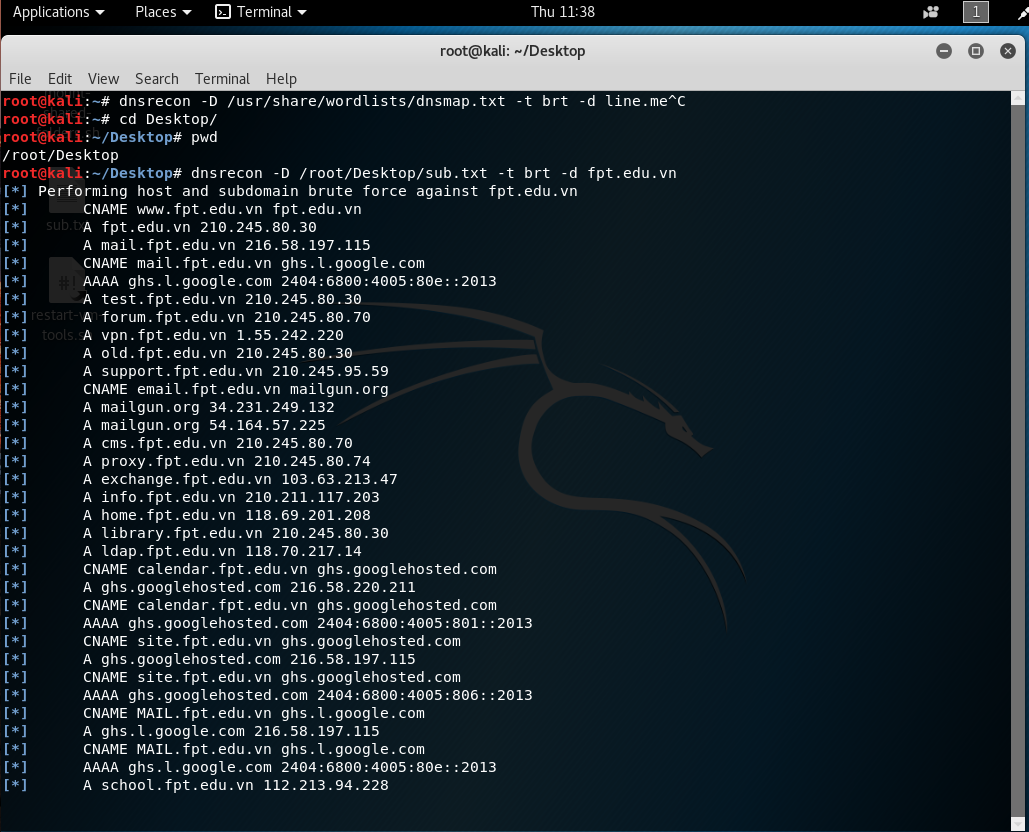 Applications Places Terminal Thu 11:38 1
root@kali: ~/Desktop
File Edit View Search Terminal Help
root@kali:~# dnsrecon -D /usr/share/wordlists/dnsmap.txt -t brt -d line.me^C
root@kali:~# cd Desktop/
root@kali:~/Desktop# pwd
/root/Desktop
root@kali:~/Desktop# dnsrecon -D /root/Desktop/sub.txt -t brt -d fpt.edu.vn
[*] Performing host and subdomain brute force against fpt.edu.vn
[*] CNAME www.fpt.edu.vn fpt.edu.vn
[*] A fpt.edu.vn 210.245.80.30
[*] A mail.fpt.edu.vn 216.58.197.115
[*] CNAME mail.fpt.edu.vn ghs.l.google.com
[*] AAAA ghs.l.google.com 2404:6800:4005:80e::2013
[*] A test.fpt.edu.vn 210.245.80.30
[*] A forum.fpt.edu.vn 210.245.80.70
[*] A vpn.fpt.edu.vn 1.55.242.220
[*] A old.fpt.edu.vn 210.245.80.30
[*] A support.fpt.edu.vn 210.245.95.59
[*] CNAME email.fpt.edu.vn mailgun.org
[*] A mailgun.org 34.231.249.132
[*] A mailgun.org 54.164.57.225
[*] A cms.fpt.edu.vn 210.245.80.70
[*] A proxy.fpt.edu.vn 210.245.80.74
[*] A exchange.fpt.edu.vn 103.63.213.47
[*] A info.fpt.edu.vn 210.211.117.203
[*] A home.fpt.edu.vn 118.69.201.208
[*] A library.fpt.edu.vn 210.245.80.30
[*] A ldap.fpt.edu.vn 118.70.217.14
[*] CNAME calendar.fpt.edu.vn ghs.googlehosted.com
[*] A ghs.googlehosted.com 216.58.220.211
[*] CNAME calendar.fpt.edu.vn ghs.googlehosted.com
[*] AAAA ghs.googlehosted.com 2404:6800:4005:801::2013
[*] CNAME site.fpt.edu.vn ghs.googlehosted.com
[*] A ghs.googlehosted.com 216.58.197.115
[*] CNAME site.fpt.edu.vn ghs.googlehosted.com
[*] AAAA ghs.googlehosted.com 2404:6800:4005:806::2013
[*] CNAME MAIL.fpt.edu.vn ghs.l.google.com
[*] A ghs.l.google.com 216.58.197.115
[*] CNAME MAIL.fpt.edu.vn ghs.l.google.com
[*] AAAA ghs.l.google.com 2404:6800:4005:80e::2013
[*] A school.fpt.edu.vn 112.213.94.228